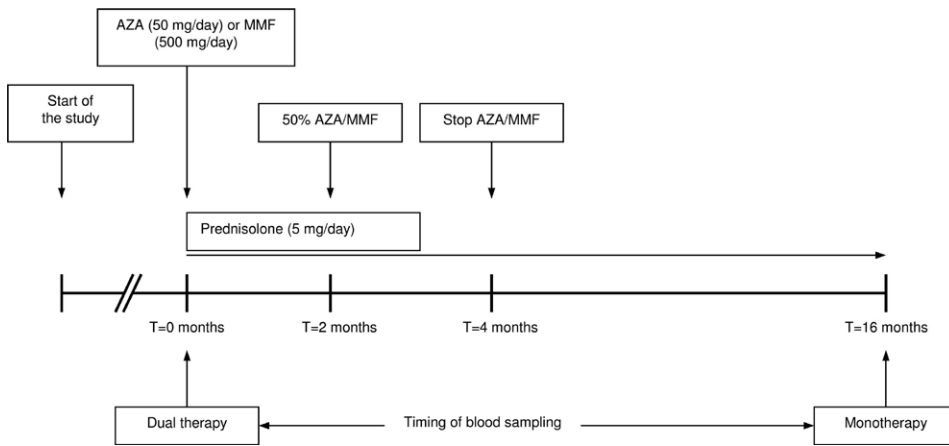 AZA (50 mg/day) or MMF
(500 mg/day)
Start of
the study
50% AZA/MMF
Stop AZA/MMF
Prednisolone (5 mg/day)
T=0 months
T=2 months
T=4 months
T=16 months
Dual therapy
Timing of blood sampling
Monotherapy